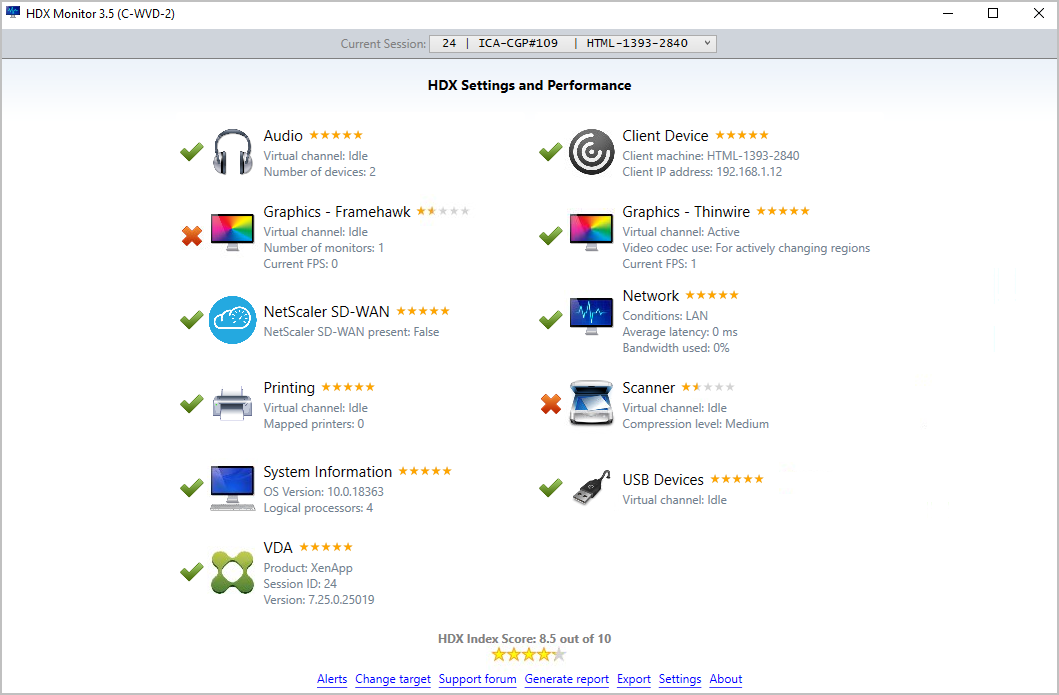 HDX Monitor 3.5 (C-WVD-2)
Current Session: 24 | ICA-CGP#109 | HTML-1393-2840
HDX Settings and Performance
Audio
Virtual channel: Idle
Number of devices: 2
Client Device
Client machine: HTML-1393-2840
Client IP address: 192.168.1.12
Graphics - Framehawk
Virtual channel: Idle
Number of monitors: 1
Current FPS: 0
Graphics - Thinwire
Virtual channel: Active
Video codec use: For actively changing regions
Current FPS: 1
NetScaler SD-WAN
NetScaler SD-WAN present: False
Network
Conditions: LAN
Average latency: 0 ms
Bandwidth used: 0%
Printing
Virtual channel: Idle
Mapped printers: 0
Scanner
Virtual channel: Idle
Compression level: Medium
System Information
OS Version: 10.0.18363
Logical processors: 4
USB Devices
Virtual channel: Idle
VDA
Product: XenApp
Session ID: 24
Version: 7.25.0.25019
HDX Index Score: 8.5 out of 10
Alerts Change target Support forum Generate report Export Settings About